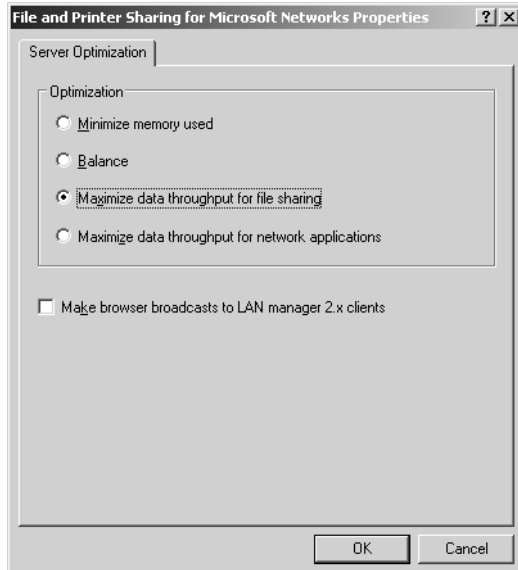 File and Printer Sharing for Microsoft Networks Properties
Server Optimization
Optimization
Minimize memory used
Balance
Maximize data throughput for file sharing
Maximize data throughput for network applications
Make browser broadcasts to LAN manager 2.x clients
OK Cancel